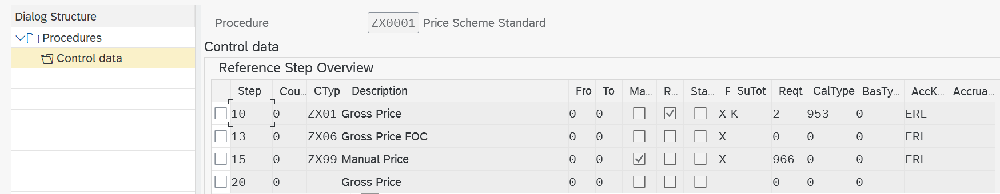 Dialog Structure
Procedures
Control data
Procedure ZX0001 Price Scheme Standard
Control data
Reference Step Overview
Step Cou... CTyp Description Fro To Ma... R... Sta... P SuTot Reqt CalType BasTy... AccK... Accrua...
10 0 ZX01 Gross Price 0 0 X K 2 953 0 ERL
13 0 ZX06 Gross Price FOC 0 0 X 0 0 0 ERL
15 0 ZX99 Manual Price 0 0 X 966 0 0 ERL
20 0 Gross Price 0 0 0 0 0